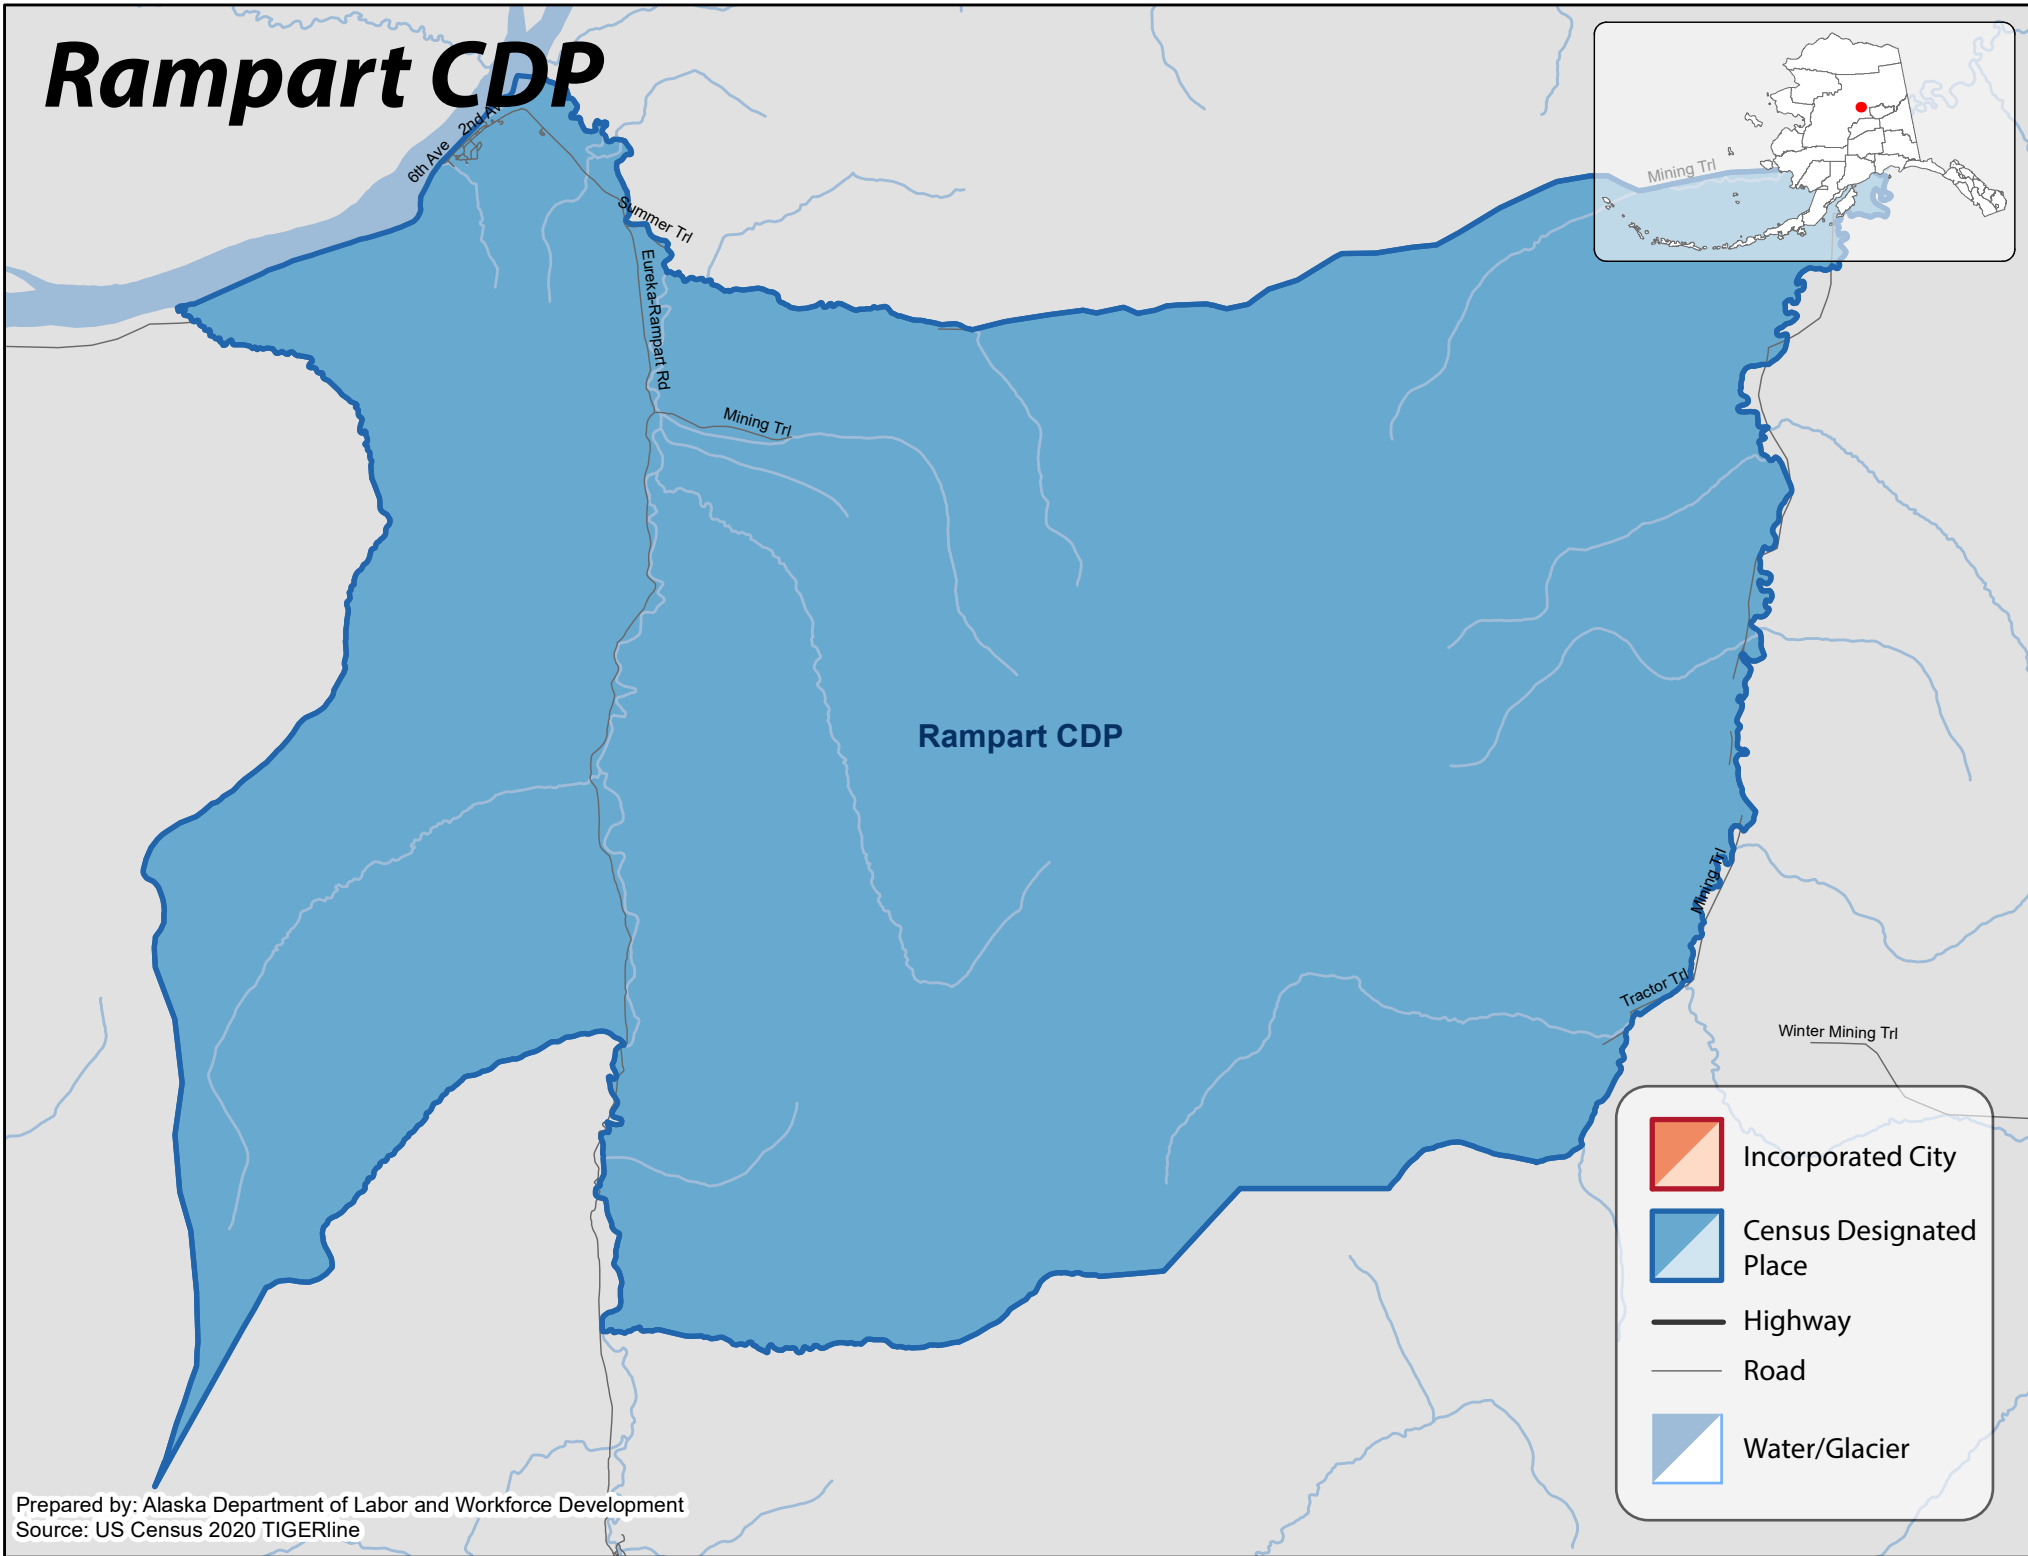 Rampart CDP
2nd Av
6th Ave
Summer Trl
Eureka-Rampart Rd
Mining Trl
Mining Trl
Rampart CDP
Mining Trl
Tractor Trl
Winter Mining Trl
Incorporated City
Census Designated
Place
Highway
Road
Water/Glacier
Prepared by: Alaska Department of Labor and Workforce Development
Source: US Census 2020 TIGERline